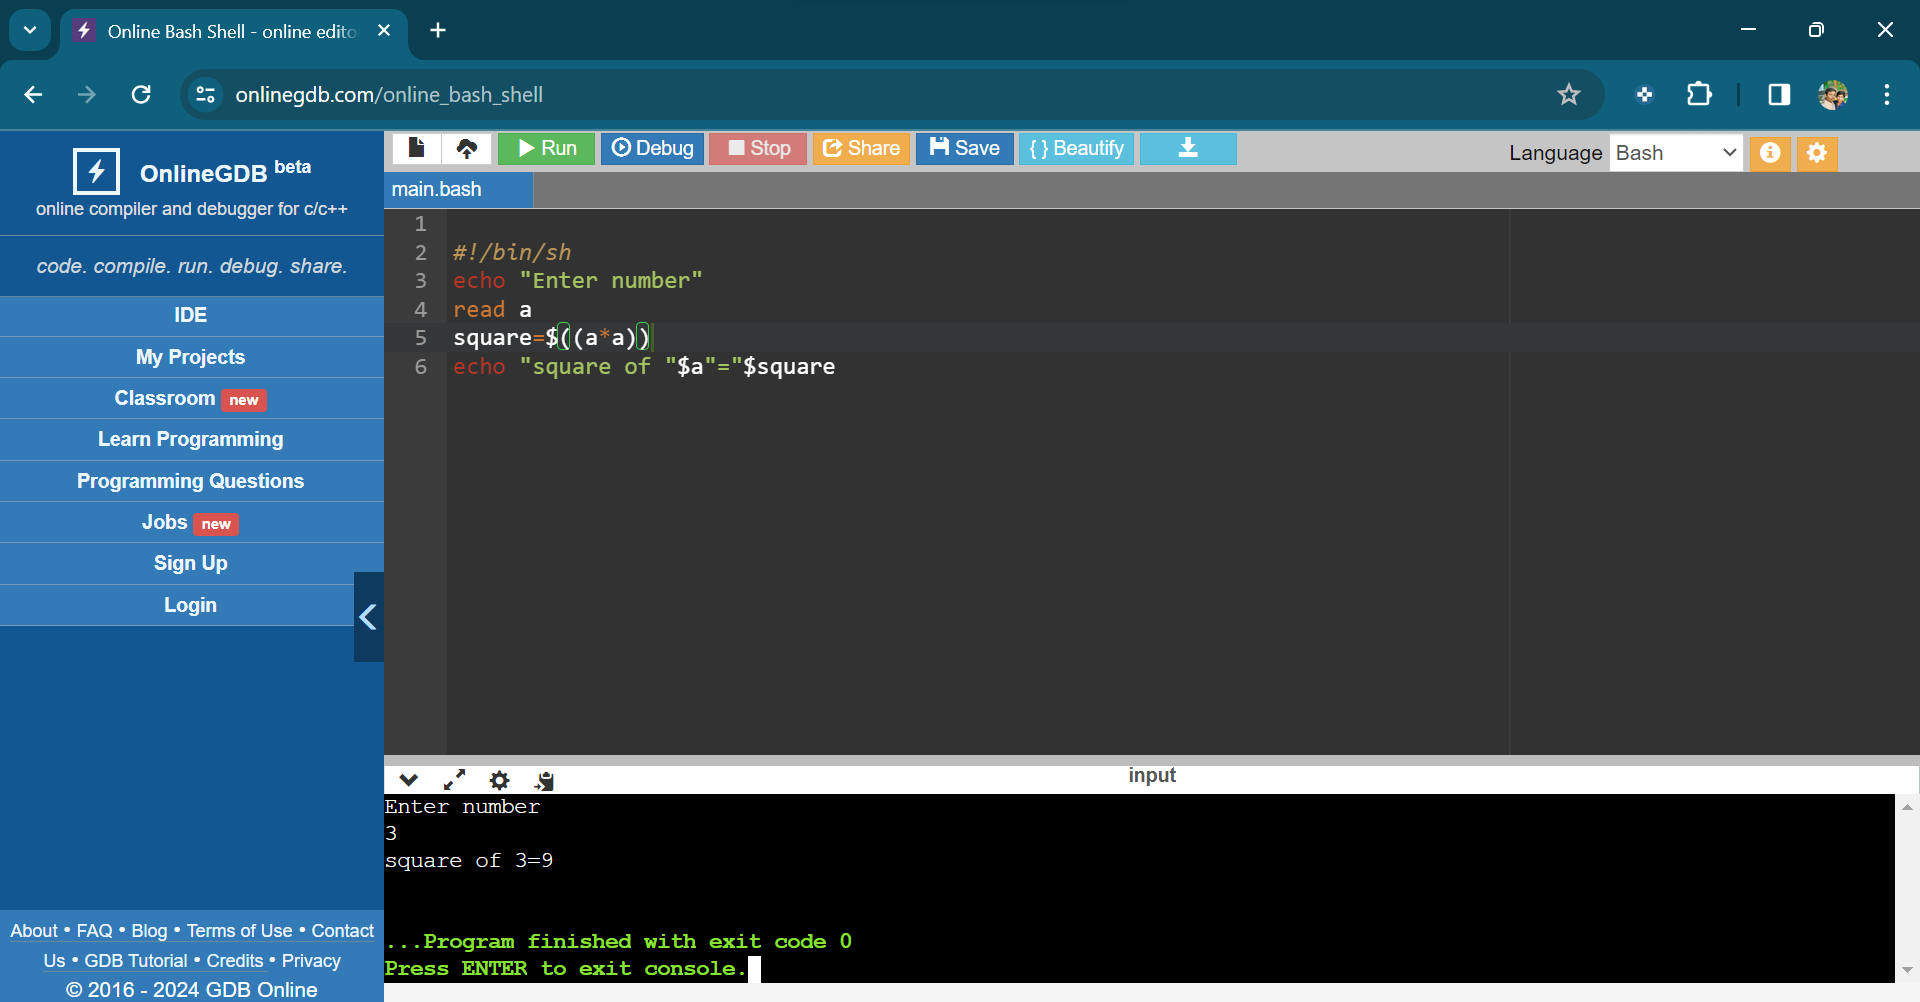 Online Bash Shell - online edito
onlinegdb.com/online_bash_shell
OnlineGDB beta
online compiler and debugger for c/c++
code. compile. run. debug. share.
IDE
My Projects
Classroom new
Learn Programming
Programming Questions
Jobs new
Sign Up
Login
About • FAQ • Blog • Terms of Use • Contact
Us • GDB Tutorial • Credits • Privacy
© 2016 - 2024 GDB Online
Run Debug Stop Share Save { } Beautify
Language Bash
main.bash
1
2 #!/bin/sh
3 echo "Enter number"
4 read a
5 square=$((a*a))
6 echo "square of "$a"="$square
input
Enter number
3
square of 3=9
...Program finished with exit code 0
Press ENTER to exit console.